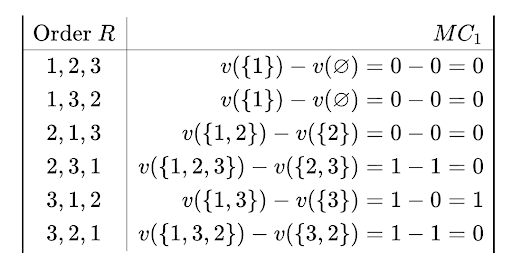 Order R MC₁
1, 2, 3 v({1}) − v(∅) = 0 − 0 = 0
1, 3, 2 v({1}) − v(∅) = 0 − 0 = 0
2, 1, 3 v({1, 2}) − v({2}) = 0 − 0 = 0
2, 3, 1 v({1, 2, 3}) − v({2, 3}) = 1 − 1 = 0
3, 1, 2 v({1, 3}) − v({3}) = 1 − 0 = 1
3, 2, 1 v({1, 3, 2}) − v({3, 2}) = 1 − 1 = 0